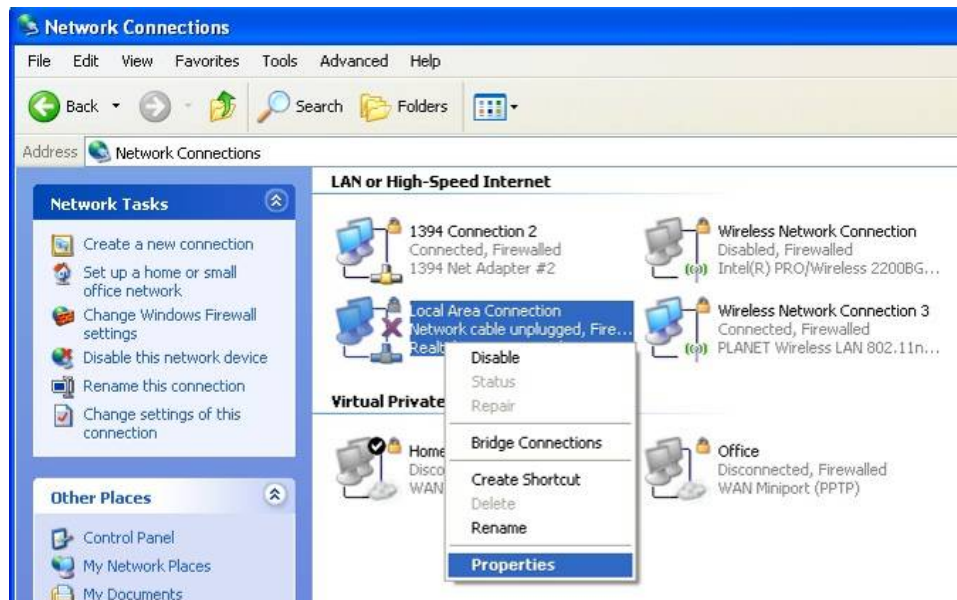 Network Connections
File Edit View Favorites Tools Advanced Help
Back Search Folders
Address Network Connections
Network Tasks
Create a new connection
Set up a home or small
office network
Change Windows Firewall
settings
Disable this network device
Rename this connection
Change settings of this
connection
Other Places
Control Panel
My Network Places
My Documents
LAN or High-Speed Internet
1394 Connection 2
Connected, Firewalled
1394 Net Adapter #2
Wireless Network Connection
Disabled, Firewalled
Intel(R) PRO/Wireless 2200BG...
Local Area Connection
Network cable unplugged, Fire...
Wireless Network Connection 3
Connected, Firewalled
PLANET Wireless LAN 802.11n...
Disable
Status
Repair
Bridge Connections
Create Shortcut
Delete
Rename
Properties
Virtual Private
Home
Disco
WAN
Office
Disconnected, Firewalled
WAN Miniport (PPTP)